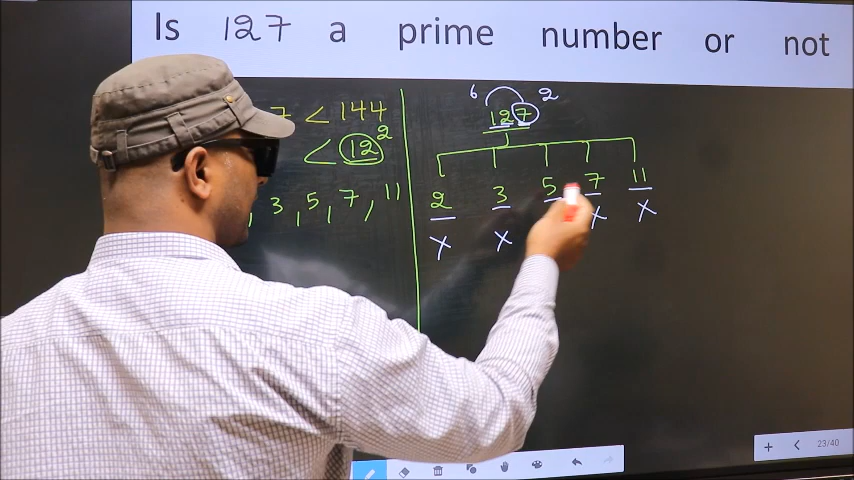 Is 127 a prime number or not
7 < 144
< 12²
, 3, 5, 7, 11
6 127 2
2 3 5 7 11
x x x x
23/40